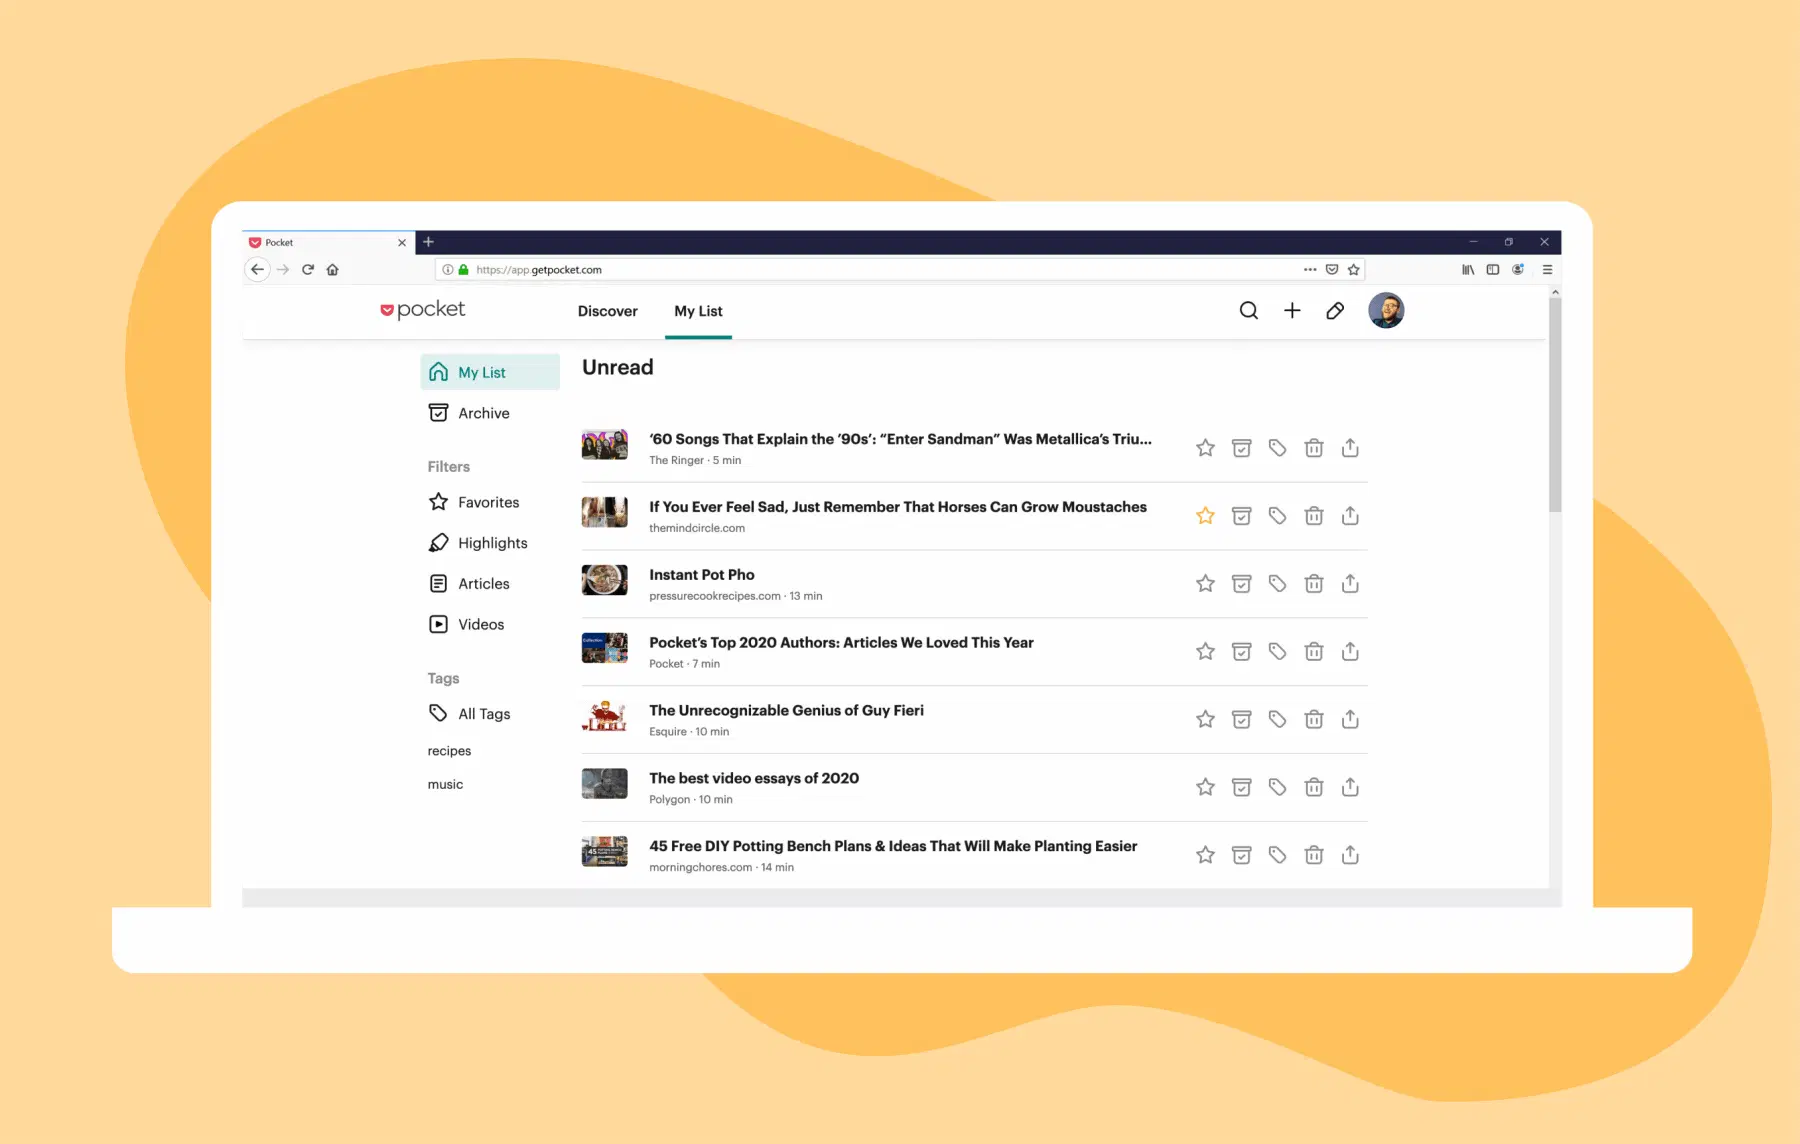 Pocket
https://app.getpocket.com
pocket
Discover
My List
My List
Archive
Filters
Favorites
Highlights
Articles
Videos
Tags
All Tags
recipes
music
Unread
‘60 Songs That Explain the ’90s’: “Enter Sandman” Was Metallica’s Triu...
The Ringer · 5 min
If You Ever Feel Sad, Just Remember That Horses Can Grow Moustaches
themindcircle.com
Instant Pot Pho
pressurecookrecipes.com · 13 min
Pocket’s Top 2020 Authors: Articles We Loved This Year
Pocket · 7 min
The Unrecognizable Genius of Guy Fieri
Esquire · 10 min
The best video essays of 2020
Polygon · 10 min
45 Free DIY Potting Bench Plans & Ideas That Will Make Planting Easier
morningchores.com · 14 min